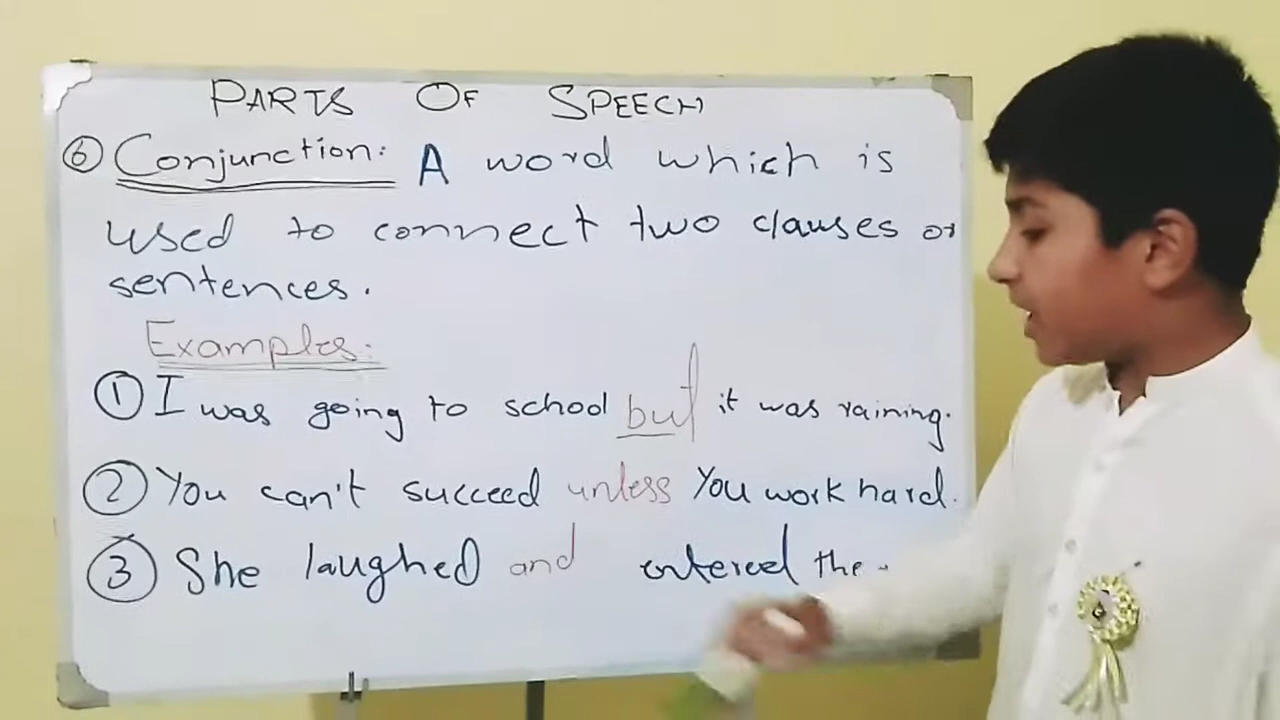 PARTS OF SPEECH
⑥ Conjunction: A word which is
used to connect two clauses or
sentences.
Examples:
① I was going to school but it was raining.
② You can't succeed unless You work hard.
③ She laughed and entered the